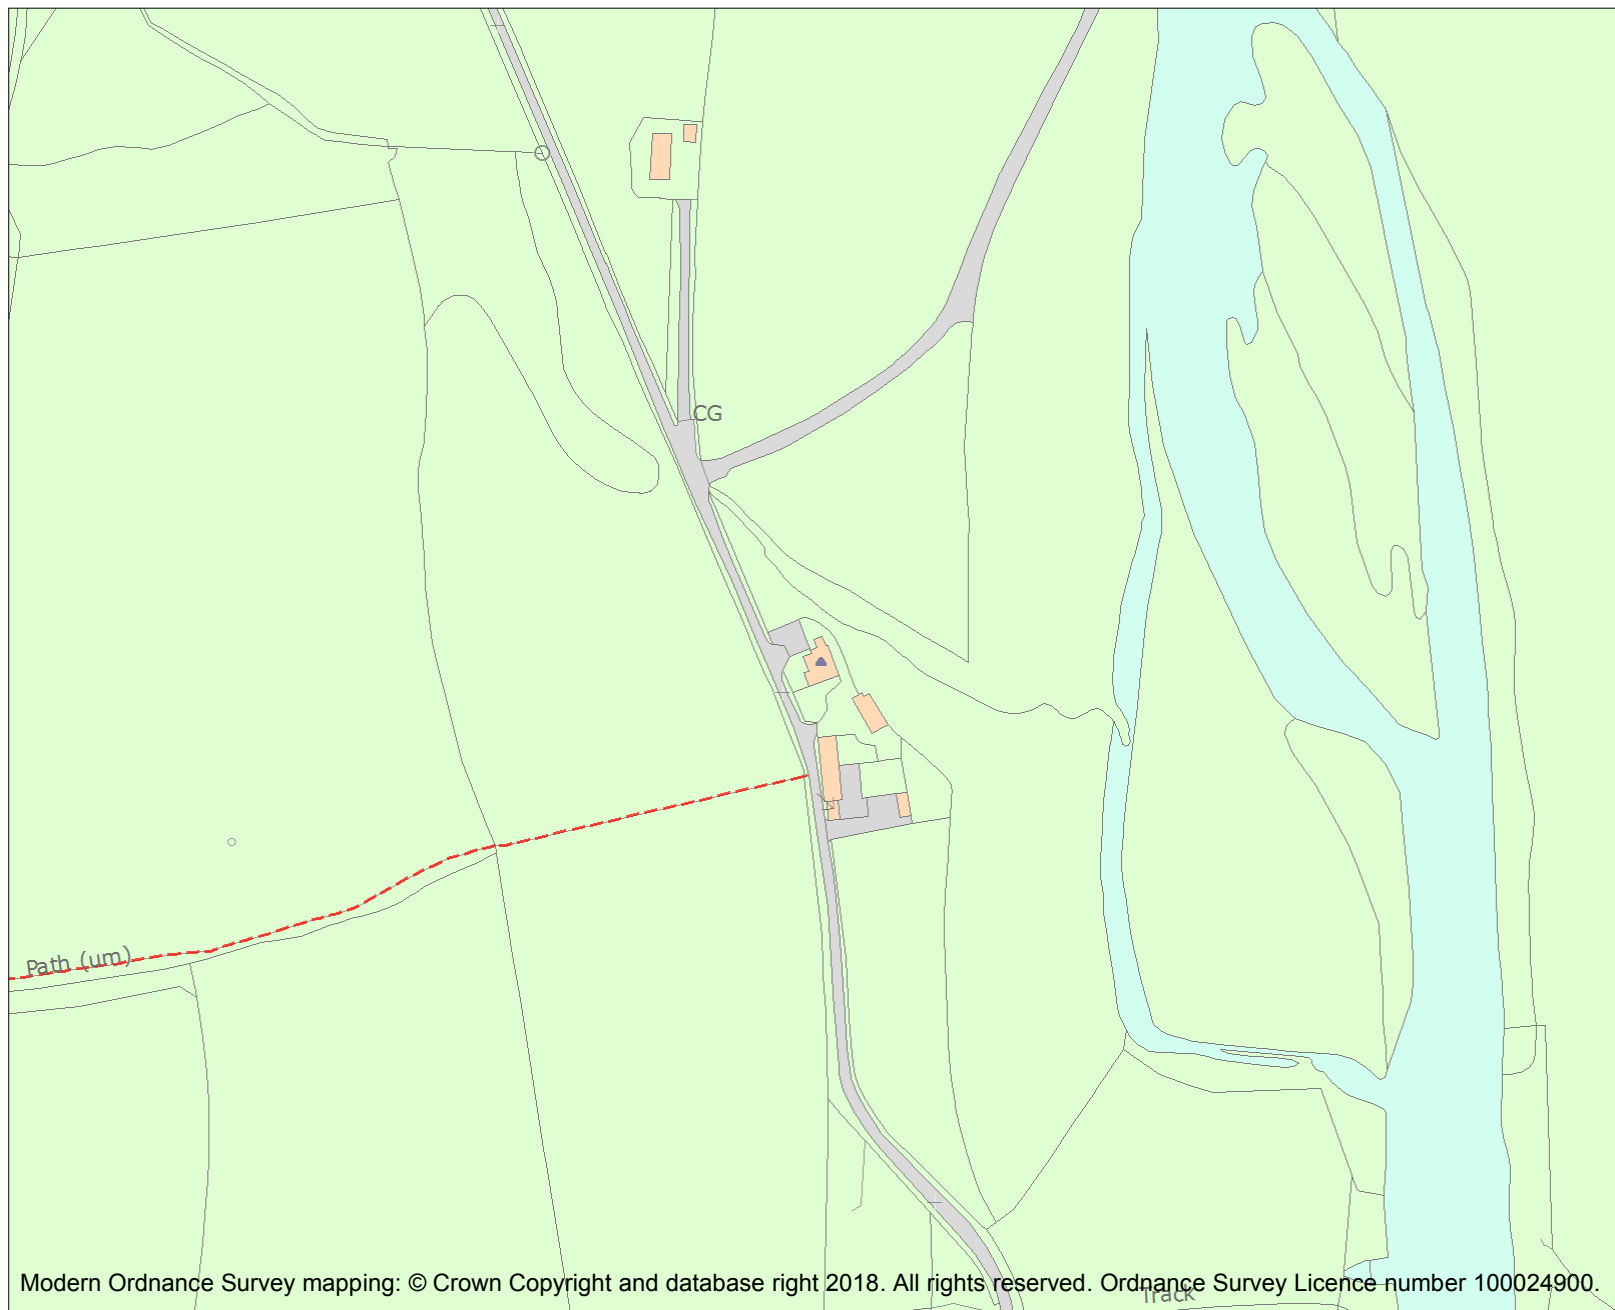 CG
Path (um)
Modern Ordnance Survey mapping: © Crown Copyright and database right 2018. All rights reserved. Ordnance Survey Licence number 100024900.
Track